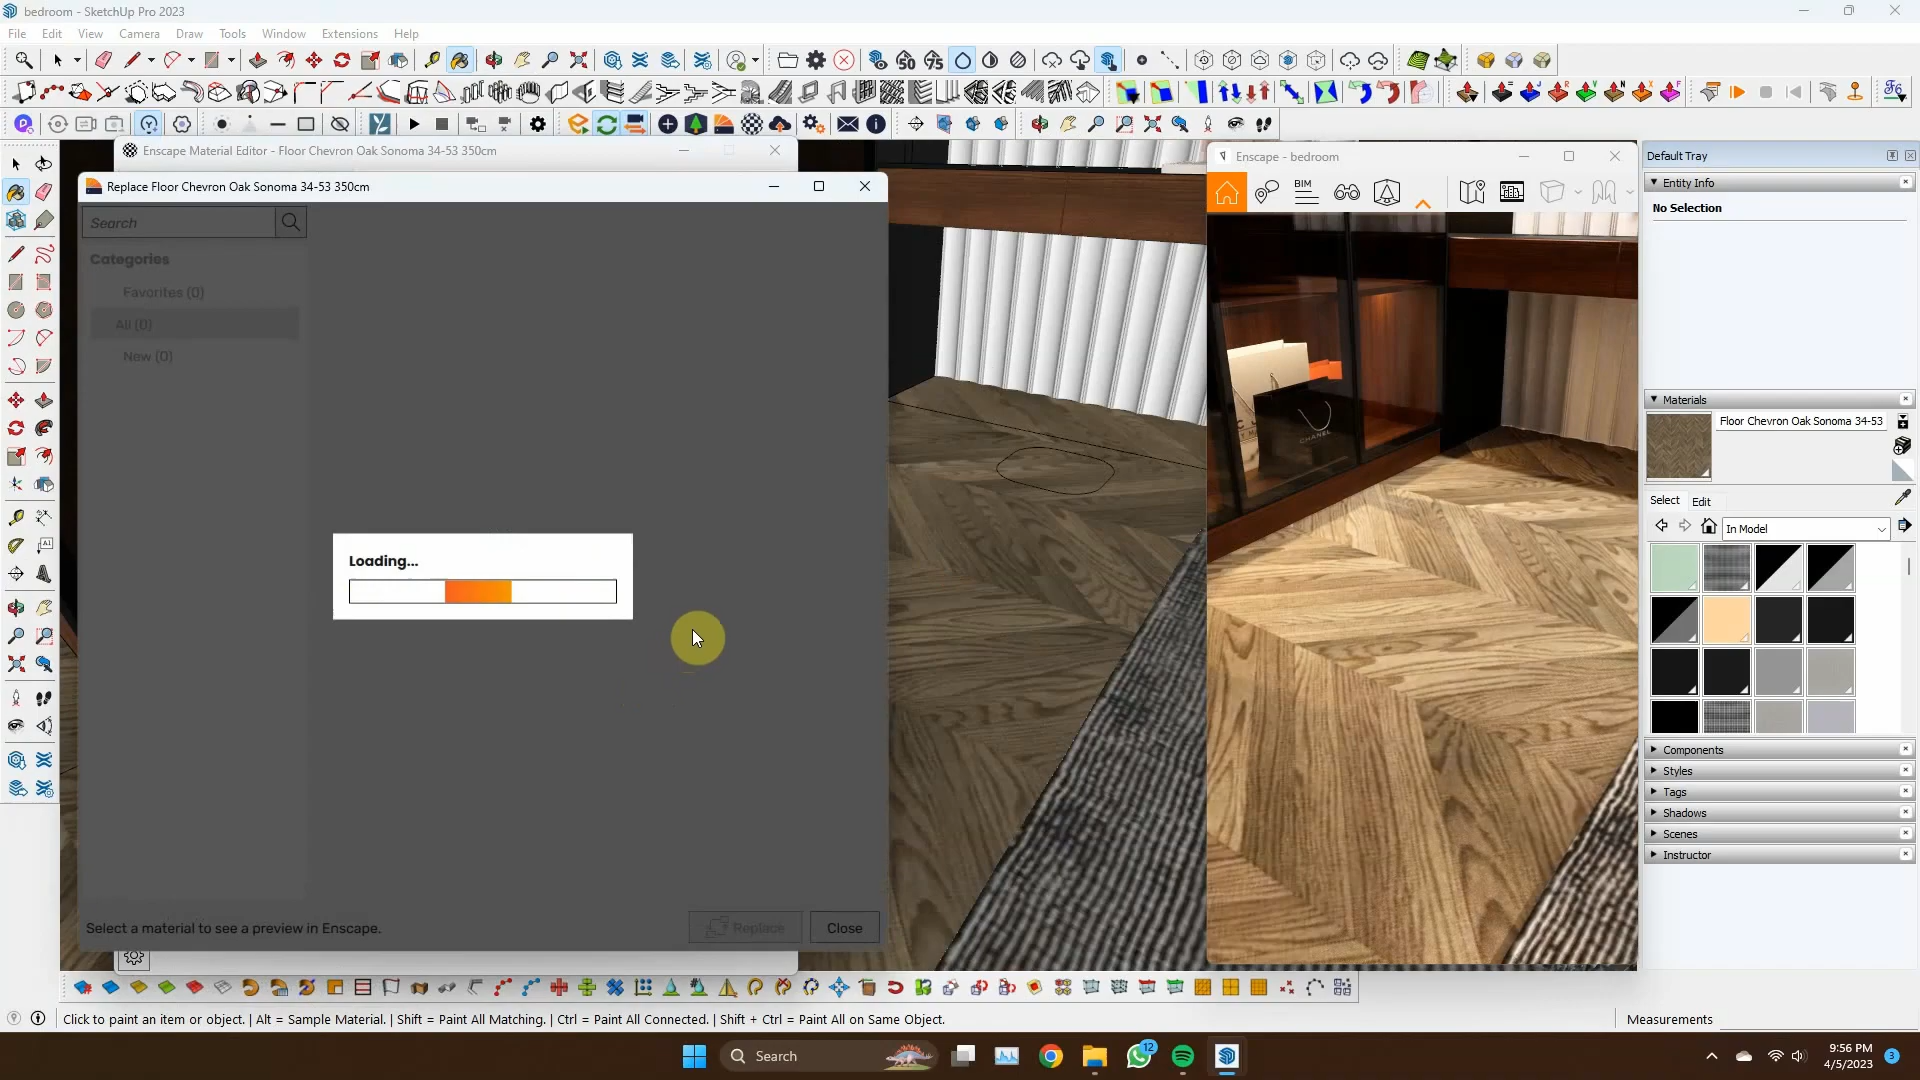 bedroom - SketchUp Pro 2023
File Edit View Camera Draw Tools Window Extensions Help
Enscape Material Editor - Floor Chevron Oak Sonoma 34-53 350cm
Replace Floor Chevron Oak Sonoma 34-53 350cm
Search
Categories
Favorites (0)
All (0)
New (0)
Loading...
Select a material to see a preview in Enscape.
Replace
Close
Enscape - bedroom
BIM
CHANEL
Default Tray
Entity Info
No Selection
Materials
Floor Chevron Oak Sonoma 34-53
Select Edit
In Model
Components
Styles
Tags
Shadows
Scenes
Instructor
Click to paint an item or object. | Alt = Sample Material. | Shift = Paint All Matching. | Ctrl = Paint All Connected. | Shift + Ctrl = Paint All on Same Object.
Measurements
Search
12
9:56 PM
4/5/2023
3